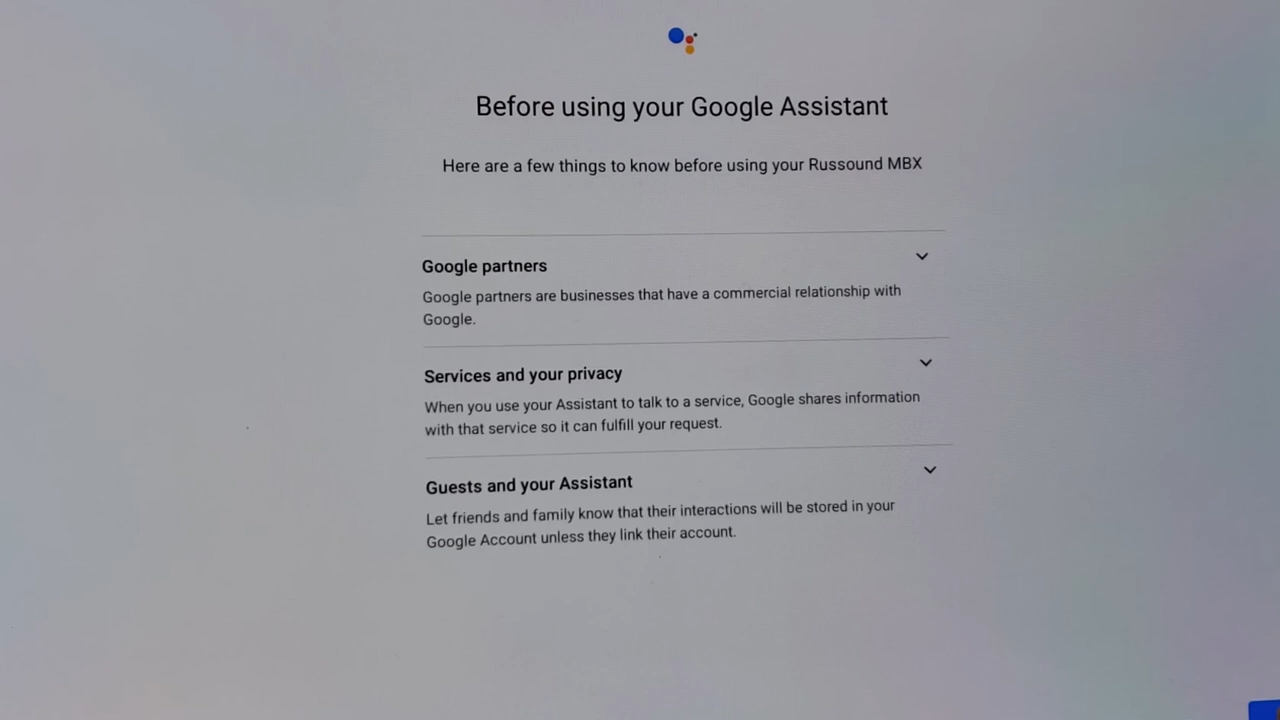 Before using your Google Assistant
Here are a few things to know before using your Russound MBX
Google partners
Google partners are businesses that have a commercial relationship with
Google.
Services and your privacy
When you use your Assistant to talk to a service, Google shares information
with that service so it can fulfill your request.
Guests and your Assistant
Let friends and family know that their interactions will be stored in your
Google Account unless they link their account.